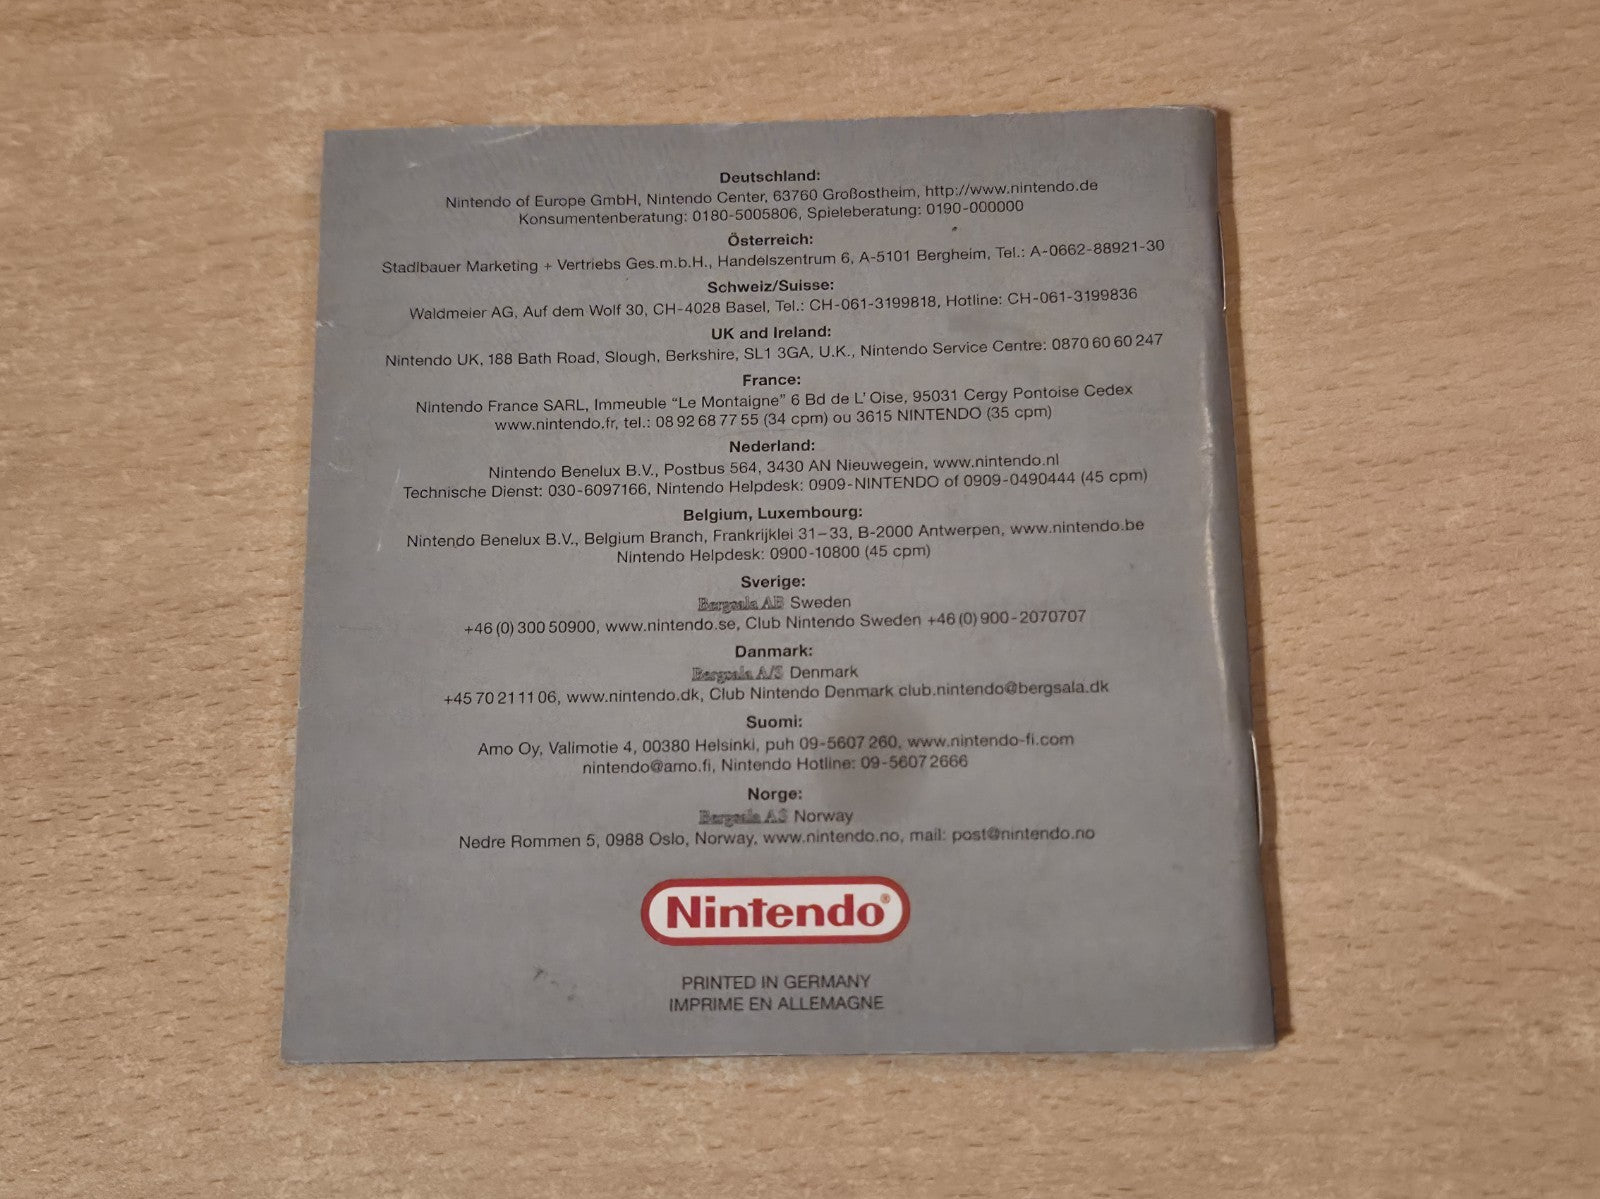 Deutschland:
Nintendo of Europe GmbH, Nintendo Center, 63760 Großostheim, http://www.nintendo.de
Konsumentenberatung: 0180-5005806, Spieleberatung: 0190-000000
Österreich:
Stadlbauer Marketing + Vertriebs Ges.m.b.H., Handelszentrum 6, A-5101 Bergheim, Tel.: A-0662-88921-30
Schweiz/Suisse:
Waldmeier AG, Auf dem Wolf 30, CH-4028 Basel, Tel.: CH-061-3199818, Hotline: CH-061-3199836
UK and Ireland:
Nintendo UK, 188 Bath Road, Slough, Berkshire, SL1 3GA, U.K., Nintendo Service Centre: 0870 60 60 247
France:
Nintendo France SARL, Immeuble “Le Montaigne” 6 Bd de L' Oise, 95031 Cergy Pontoise Cedex
www.nintendo.fr, tel.: 08 92 68 77 55 (34 cpm) ou 3615 NINTENDO (35 cpm)
Nederland:
Nintendo Benelux B.V., Postbus 564, 3430 AN Nieuwegein, www.nintendo.nl
Technische Dienst: 030-6097166, Nintendo Helpdesk: 0909-NINTENDO of 0909-0490444 (45 cpm)
Belgium, Luxembourg:
Nintendo Benelux B.V., Belgium Branch, Frankrijklei 31–33, B-2000 Antwerpen, www.nintendo.be
Nintendo Helpdesk: 0900-10800 (45 cpm)
Sverige:
Bergsala AB Sweden
+46 (0) 300 50900, www.nintendo.se, Club Nintendo Sweden +46 (0) 900-2070707
Danmark:
Bergsala A/S Denmark
+45 70 21 11 06, www.nintendo.dk, Club Nintendo Denmark club.nintendo@bergsala.dk
Suomi:
Amo Oy, Valimotie 4, 00380 Helsinki, puh 09-5607 260, www.nintendo-fi.com
nintendo@amo.fi, Nintendo Hotline: 09-5607 2666
Norge:
Bergsala AS Norway
Nedre Rommen 5, 0988 Oslo, Norway, www.nintendo.no, mail: post@nintendo.no
Nintendo®
PRINTED IN GERMANY
IMPRIME EN ALLEMAGNE